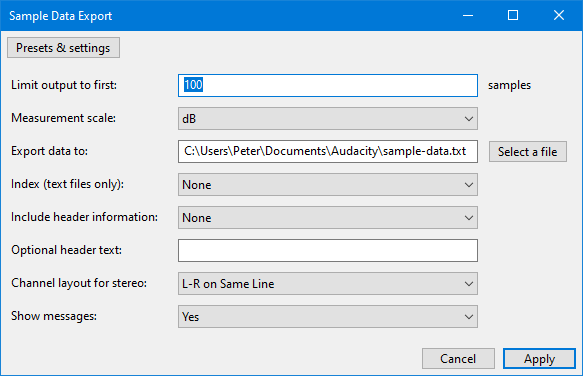 Sample Data Export
Presets & settings
Limit output to first: 100 samples
Measurement scale: dB
Export data to: C:\Users\Peter\Documents\Audacity\sample-data.txt Select a file
Index (text files only): None
Include header information: None
Optional header text:
Channel layout for stereo: L-R on Same Line
Show messages: Yes
Cancel Apply